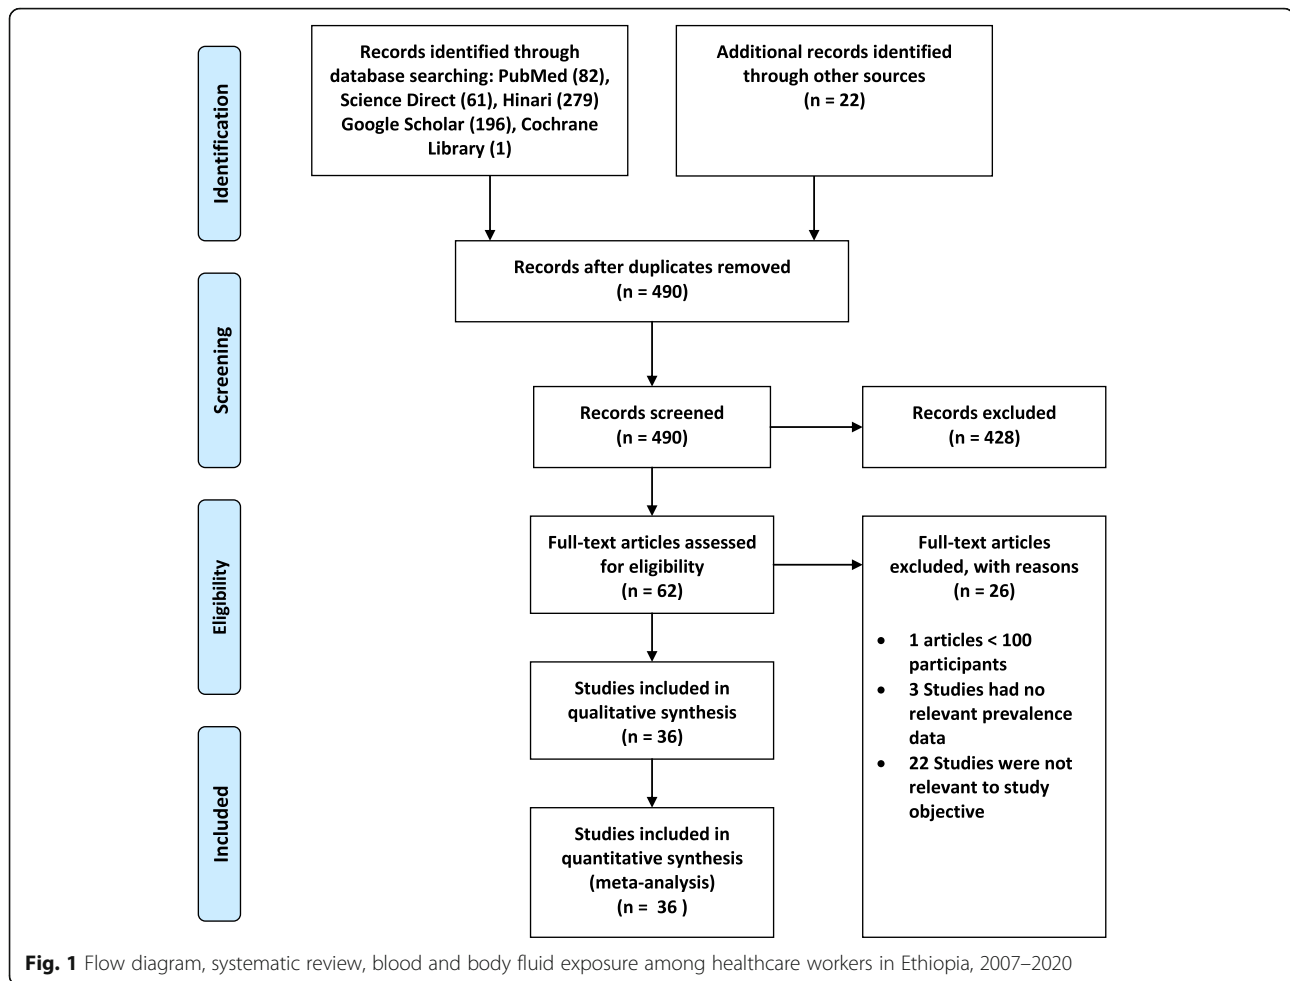 Identification
Records identified through
database searching: PubMed (82),
Science Direct (61), Hinari (279)
Google Scholar (196), Cochrane
Library (1)
Additional records identified
through other sources
(n = 22)
Records after duplicates removed
(n = 490)
Screening
Records screened
(n = 490)
Records excluded
(n = 428)
Eligibility
Full-text articles assessed
for eligibility
(n = 62)
Full-text articles
excluded, with reasons
(n = 26)
• 1 articles < 100
participants
• 3 Studies had no
relevant prevalence
data
• 22 Studies were not
relevant to study
objective
Studies included in
qualitative synthesis
(n = 36)
Included
Studies included in
quantitative synthesis
(meta-analysis)
(n = 36 )
Fig. 1 Flow diagram, systematic review, blood and body fluid exposure among healthcare workers in Ethiopia, 2007–2020